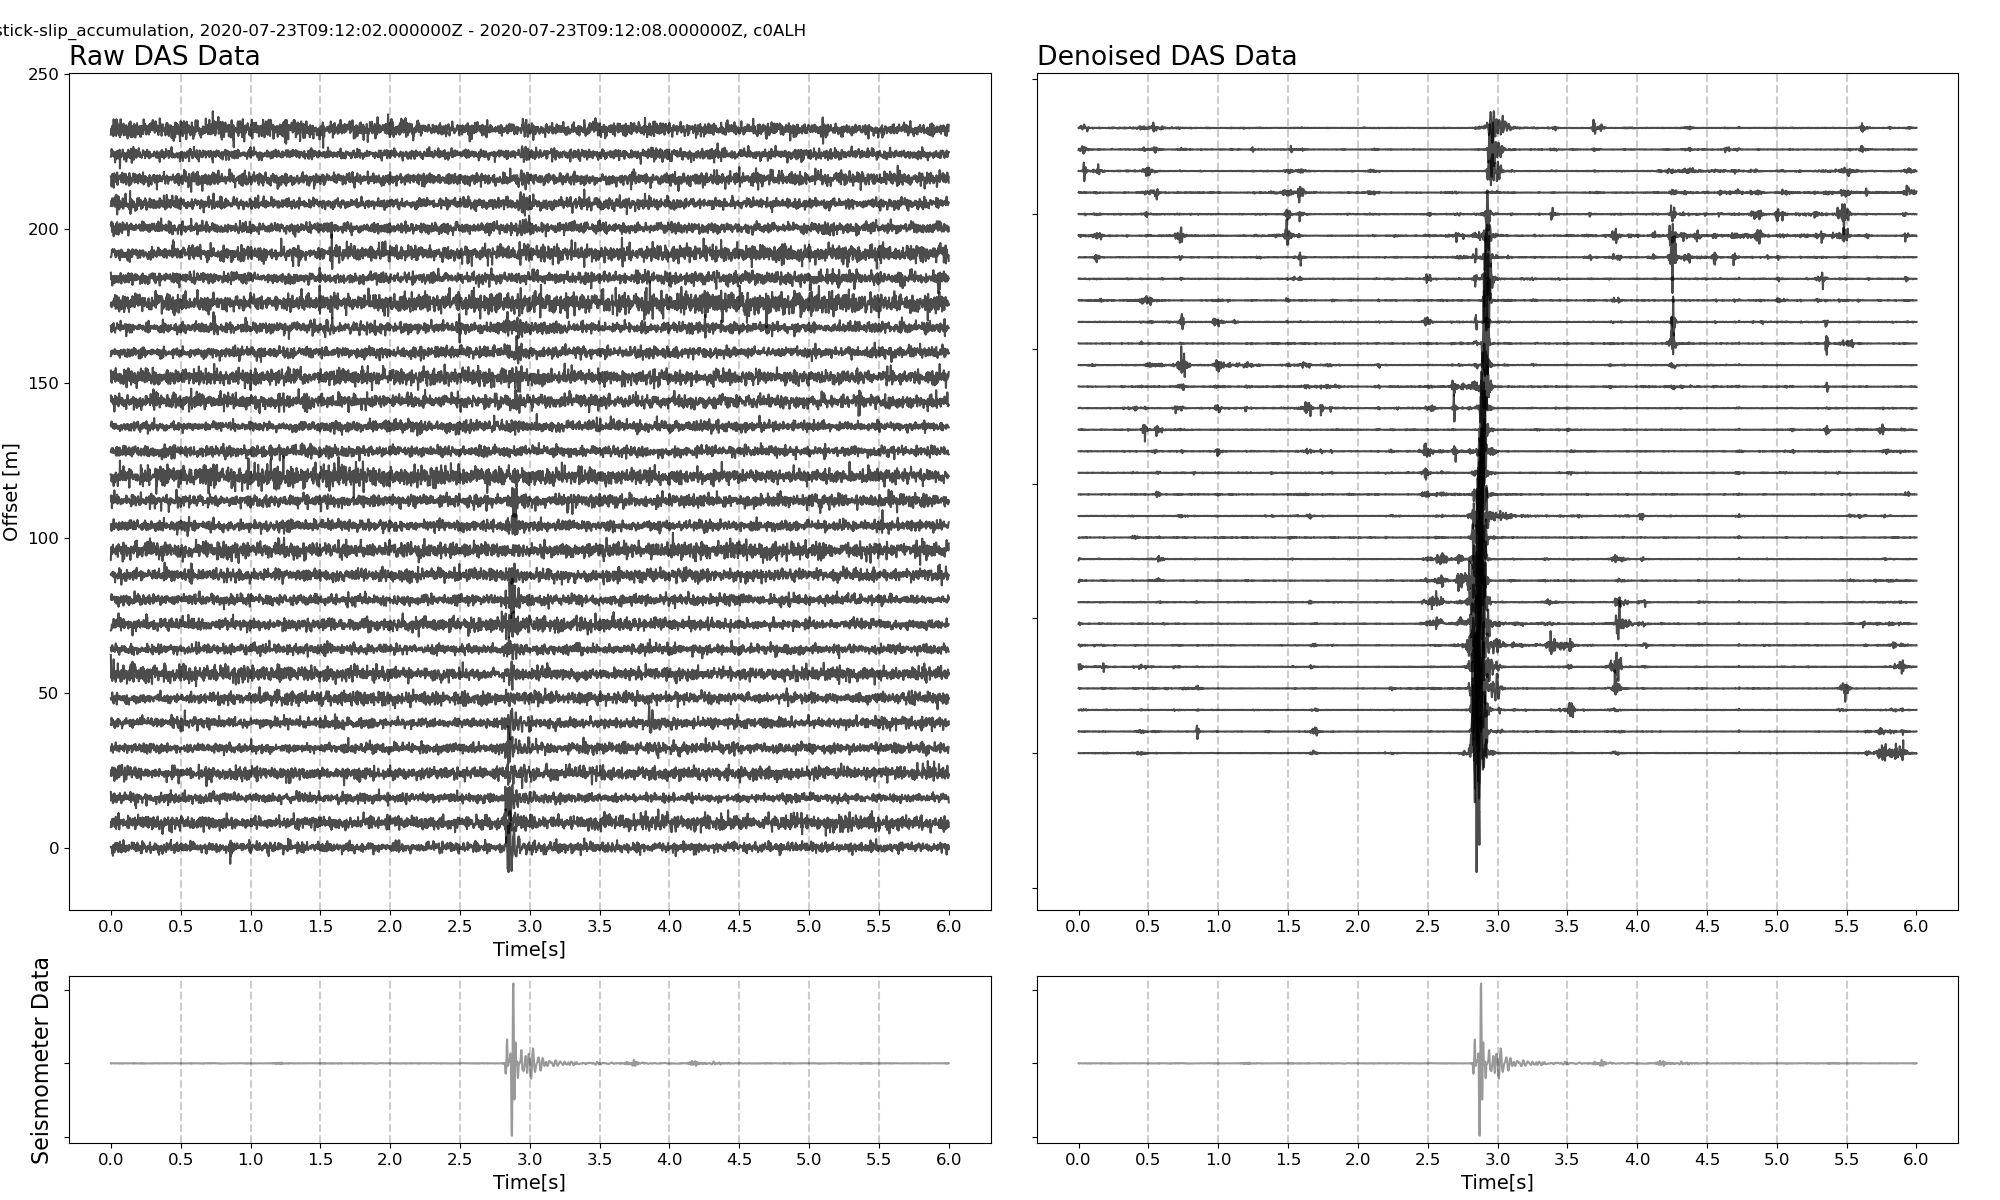 stick-slip_accumulation, 2020-07-23T09:12:02.000000Z - 2020-07-23T09:12:08.000000Z, c0ALH
Raw DAS Data
Denoised DAS Data
250
200
150
100
50
0
Offset [m]
0.0 0.5 1.0 1.5 2.0 2.5 3.0 3.5 4.0 4.5 5.0 5.5 6.0
Time[s]
0.0 0.5 1.0 1.5 2.0 2.5 3.0 3.5 4.0 4.5 5.0 5.5 6.0
Seismometer Data
0.0 0.5 1.0 1.5 2.0 2.5 3.0 3.5 4.0 4.5 5.0 5.5 6.0
Time[s]
0.0 0.5 1.0 1.5 2.0 2.5 3.0 3.5 4.0 4.5 5.0 5.5 6.0
Time[s]